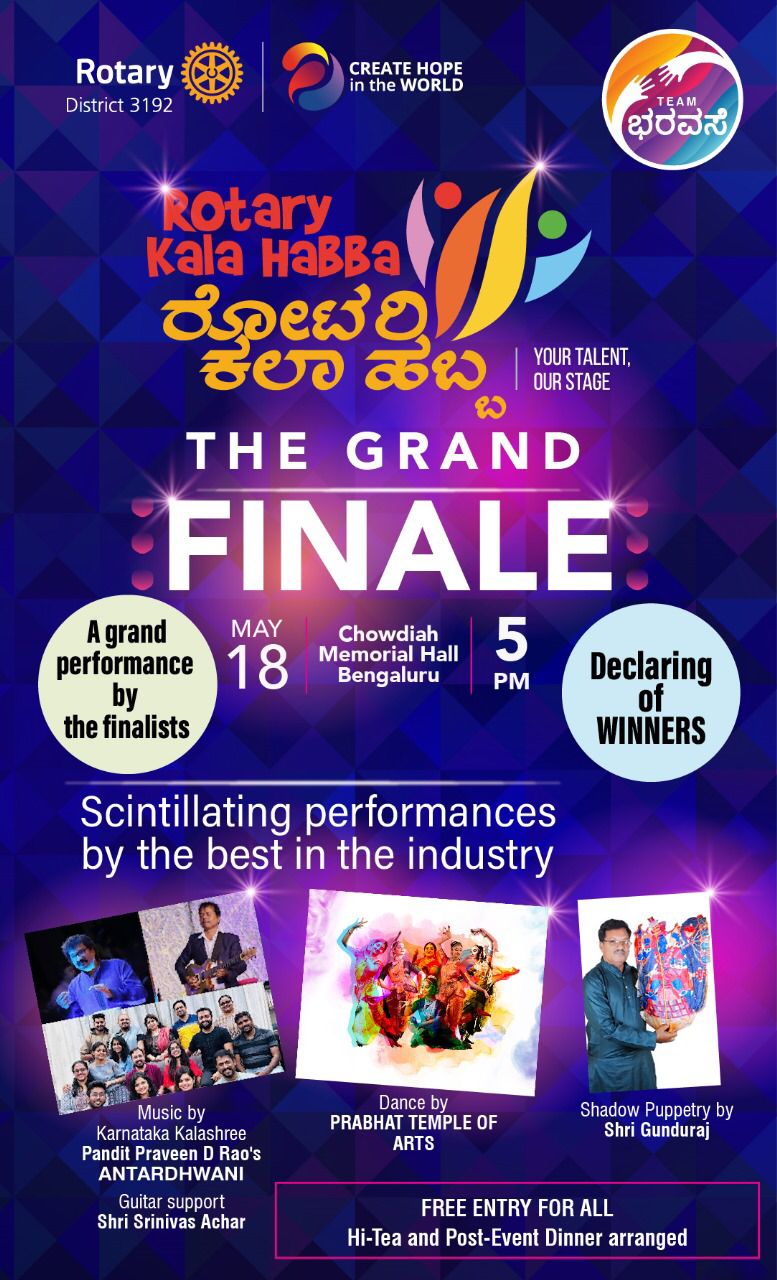 Rotary
District 3192
CREATE HOPE
in the WORLD
TEAM
ಭರವಸೆ
Rotary
Kala HaBBa
ರೋಟರಿ
ಕಲಾ ಹಬ್ಬ
YOUR TALENT,
OUR STAGE
THE GRAND
FINALE
A grand
performance
by
the finalists
MAY
18
Chowdiah
Memorial Hall
Bengaluru
5
PM
Declaring
of
WINNERS
Scintillating performances
by the best in the industry
Music by
Karnataka Kalashree
Pandit Praveen D Rao's
ANTARDHWANI
Guitar support
Shri Srinivas Achar
Dance by
PRABHAT TEMPLE OF
ARTS
Shadow Puppetry by
Shri Gunduraj
FREE ENTRY FOR ALL
Hi-Tea and Post-Event Dinner arranged